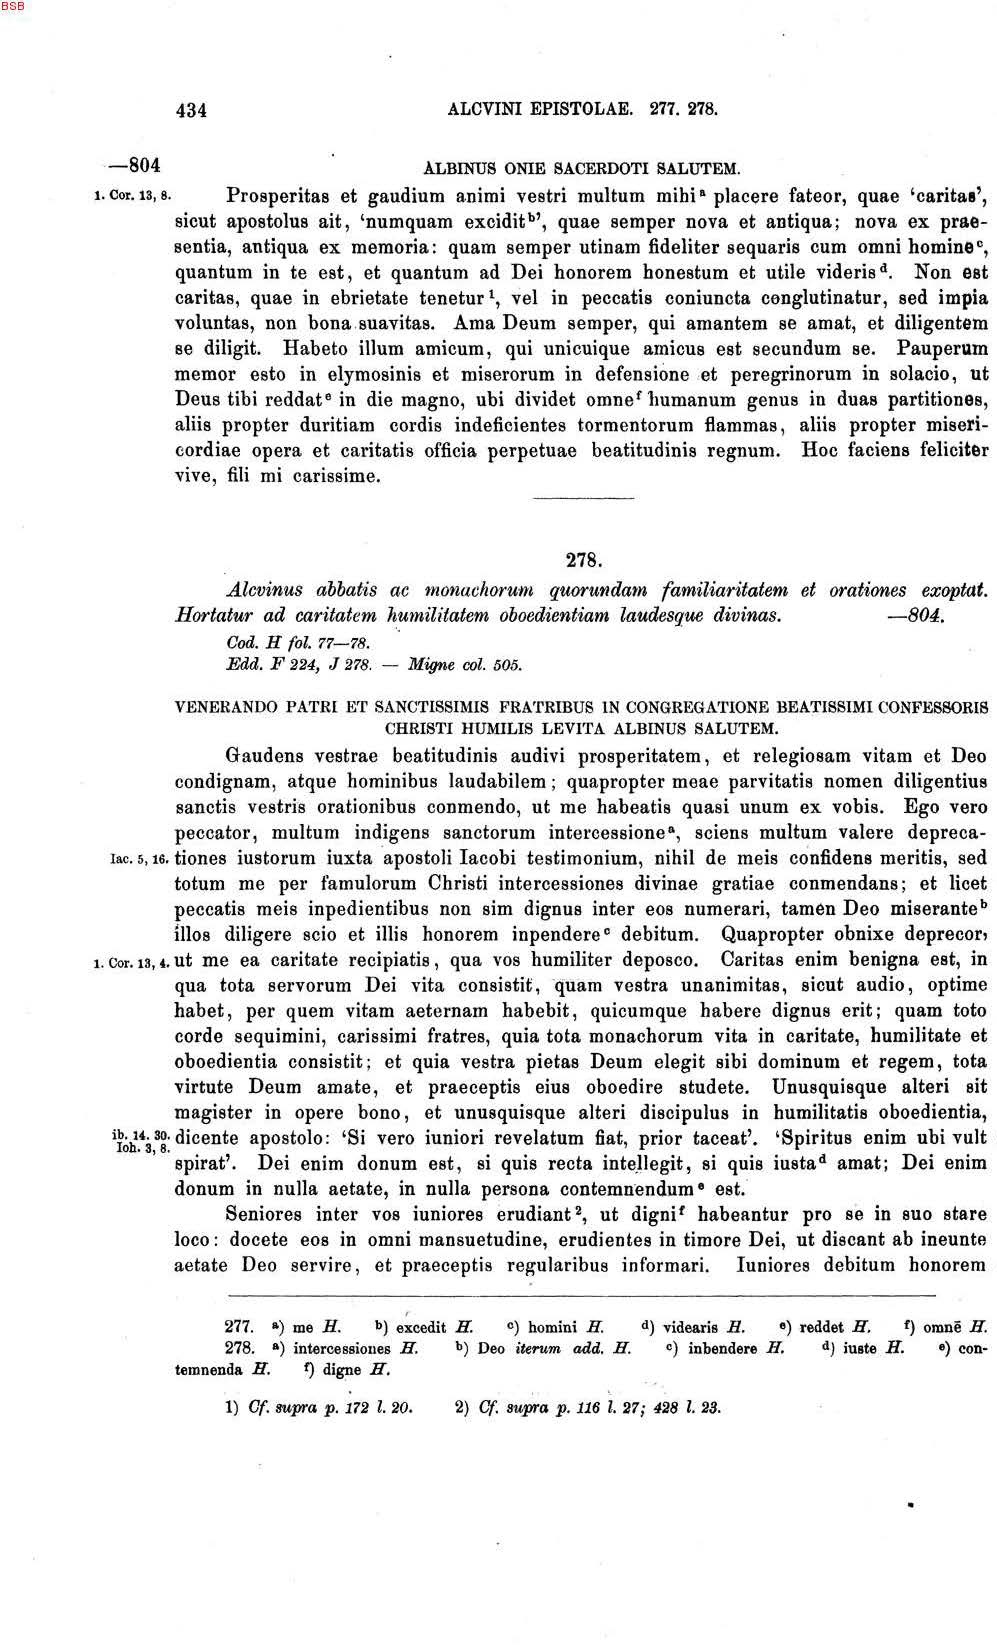 BSB
434 ALCVINI EPISTOLAE. 277. 278.
—804 ALBINUS ONIE SACERDOTI SALUTEM.
1. Cor. 13, 8. Prosperitas et gaudium animi vestri multum mihi a placere fateor, quae ‘caritas’,
sicut apostolus ait, ‘numquam excidit b’, quae semper nova et antiqua; nova ex prae-
sentia, antiqua ex memoria: quam semper utinam fideliter sequaris cum omni homine c,
quantum in te est, et quantum ad Dei honorem honestum et utile videris d. Non est
caritas, quae in ebrietate tenetur 1, vel in peccatis coniuncta conglutinatur, sed impia
voluntas, non bona suavitas. Ama Deum semper, qui amantem se amat, et diligentem
se diligit. Habeto illum amicum, qui unicuique amicus est secundum se. Pauperum
memor esto in elymosinis et miserorum in defensione et peregrinorum in solacio, ut
Deus tibi reddat e in die magno, ubi dividet omne f humanum genus in duas partitiones,
aliis propter duritiam cordis indeficientes tormentorum flammas, aliis propter miseri-
cordiae opera et caritatis officia perpetuae beatitudinis regnum. Hoc faciens feliciter
vive, fili mi carissime.
278.
Alcvinus abbatis ac monachorum quorundam familiaritatem et orationes exoptat.
Hortatur ad caritatem humilitatem oboedientiam laudesque divinas. —804.
Cod. H fol. 77—78.
Edd. F 224, J 278. — Migne col. 505.
VENERANDO PATRI ET SANCTISSIMIS FRATRIBUS IN CONGREGATIONE BEATISSIMI CONFESSORIS
CHRISTI HUMILIS LEVITA ALBINUS SALUTEM.
Gaudens vestrae beatitudinis audivi prosperitatem, et relegiosam vitam et Deo
condignam, atque hominibus laudabilem; quapropter meae parvitatis nomen diligentius
sanctis vestris orationibus conmendo, ut me habeatis quasi unum ex vobis. Ego vero
peccator, multum indigens sanctorum intercessione a, sciens multum valere depreca-
Iac. 5, 16. tiones iustorum iuxta apostoli Iacobi testimonium, nihil de meis confidens meritis, sed
totum me per famulorum Christi intercessiones divinae gratiae conmendans; et licet
peccatis meis inpedientibus non sim dignus inter eos numerari, tamen Deo miserante b
illos diligere scio et illis honorem inpendere c debitum. Quapropter obnixe deprecor,
1. Cor. 13, 4. ut me ea caritate recipiatis, qua vos humiliter deposco. Caritas enim benigna est, in
qua tota servorum Dei vita consistit, quam vestra unanimitas, sicut audio, optime
habet, per quem vitam aeternam habebit, quicumque habere dignus erit; quam toto
corde sequimini, carissimi fratres, quia tota monachorum vita in caritate, humilitate et
oboedientia consistit; et quia vestra pietas Deum elegit sibi dominum et regem, tota
virtute Deum amate, et praeceptis eius oboedire studete. Unusquisque alteri sit
magister in opere bono, et unusquisque alteri discipulus in humilitatis oboedientia,
ib. 14. 30. dicente apostolo: ‘Si vero iuniori revelatum fiat, prior taceat’. ‘Spiritus enim ubi vult
Ioh. 3, 8. spirat’. Dei enim donum est, si quis recta intellegit, si quis iusta d amat; Dei enim
donum in nulla aetate, in nulla persona contemnendum e est.
Seniores inter vos iuniores erudiant 2, ut digni f habeantur pro se in suo stare
loco: docete eos in omni mansuetudine, erudientes in timore Dei, ut discant ab ineunte
aetate Deo servire, et praeceptis regularibus informari. Iuniores debitum honorem
277. a) me H. b) excedit H. c) homini H. d) videaris H. e) reddet H. f) omnē H.
278. a) intercessiones H. b) Deo iterum add. H. c) inbendere H. d) iuste H. e) con-
temnenda H. f) digne H.
1) Cf. supra p. 172 l. 20. 2) Cf. supra p. 116 l. 27; 428 l. 23.